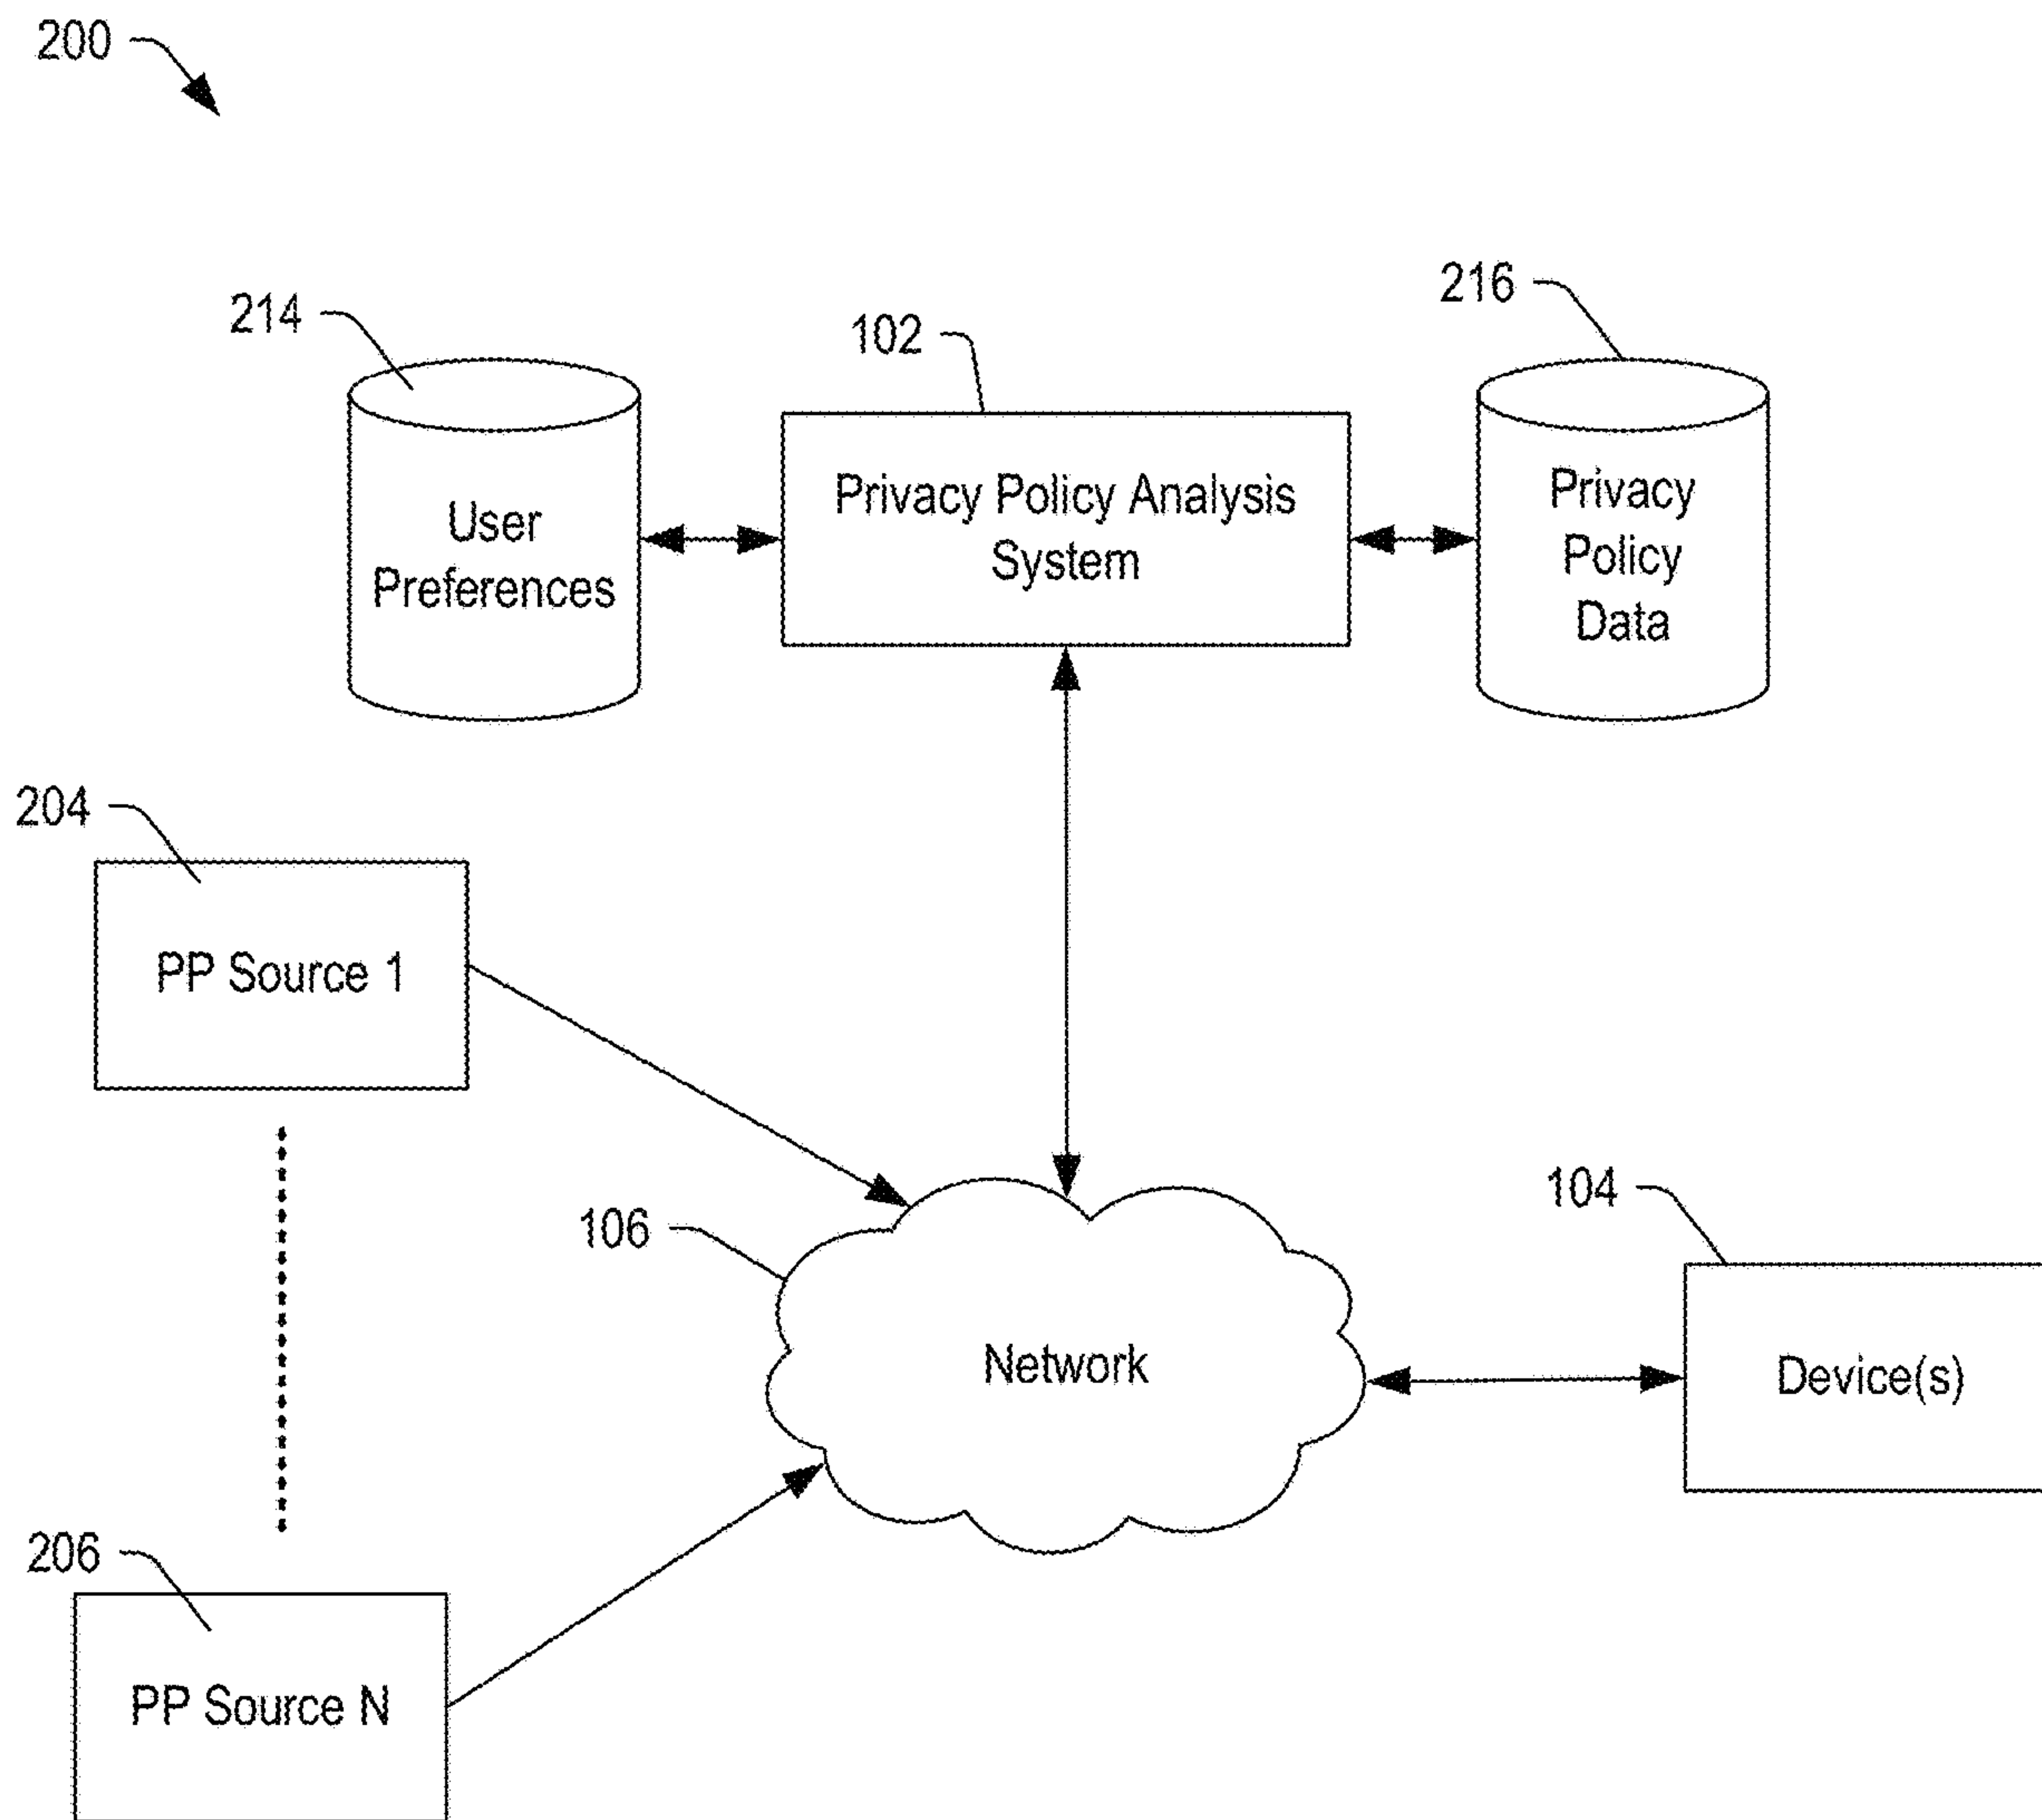 200
214
102
216
User
Preferences
Privacy Policy Analysis
System
Privacy
Policy
Data
204
PP Source 1
106
Network
104
Device(s)
206
PP Source N